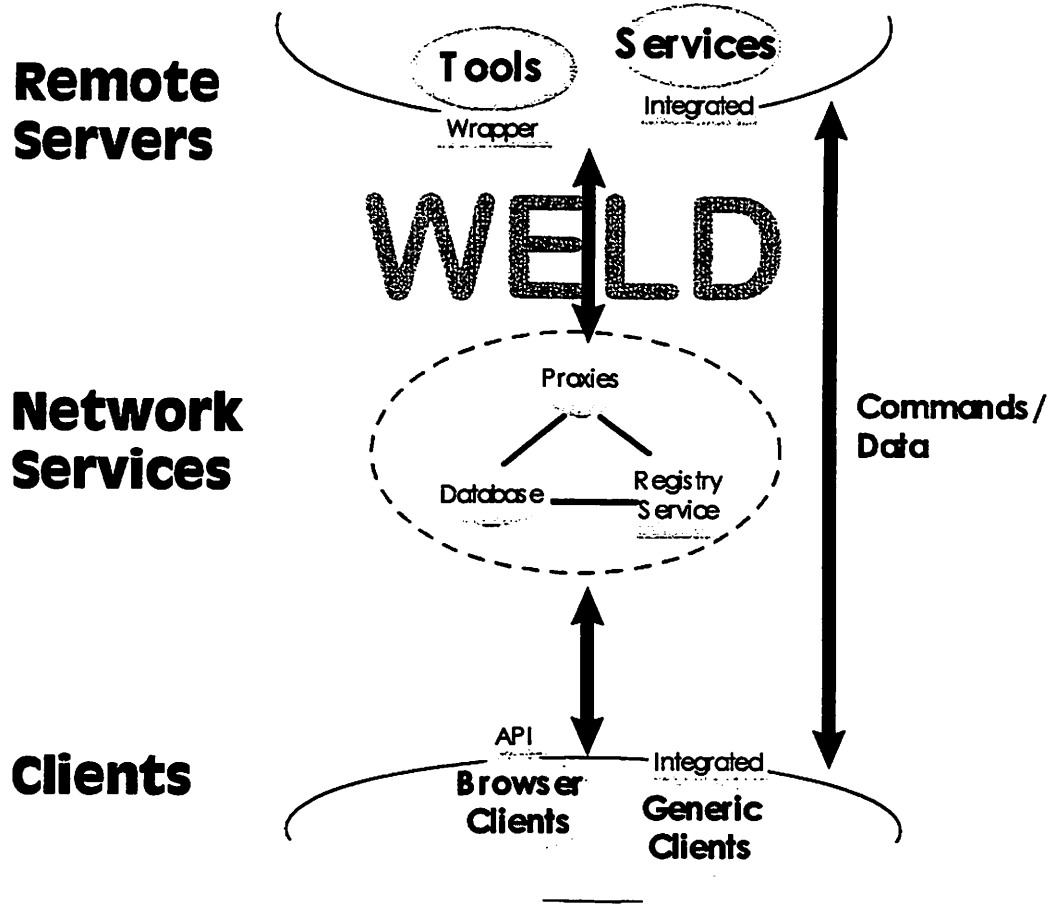 Remote
Servers
Tools
Services
Wrapper
Integrated
WELD
Network
Services
Proxies
Database
Registry
Service
Commands/
Data
Clients
API
Integrated
Browser
Clients
Generic
Clients